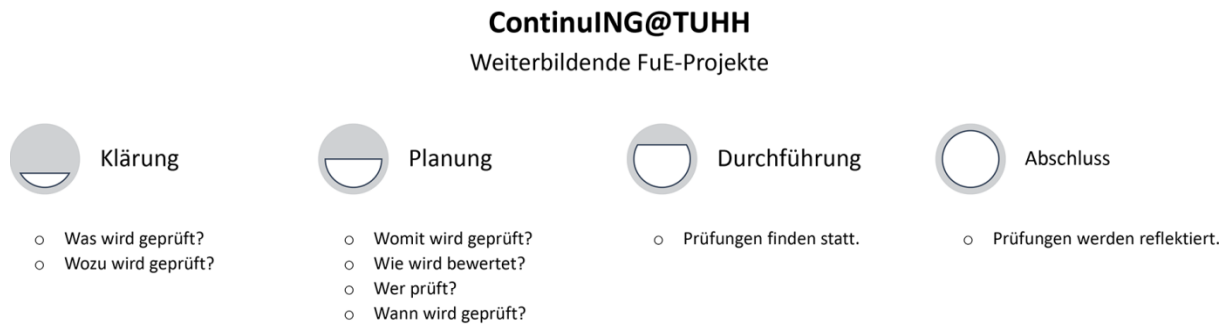 ContinuING@TUHH
Weiterbildende FuE-Projekte
Klärung
○ Was wird geprüft?
○ Wozu wird geprüft?
Planung
○ Womit wird geprüft?
○ Wie wird bewertet?
○ Wer prüft?
○ Wann wird geprüft?
Durchführung
○ Prüfungen finden statt.
Abschluss
○ Prüfungen werden reflektiert.